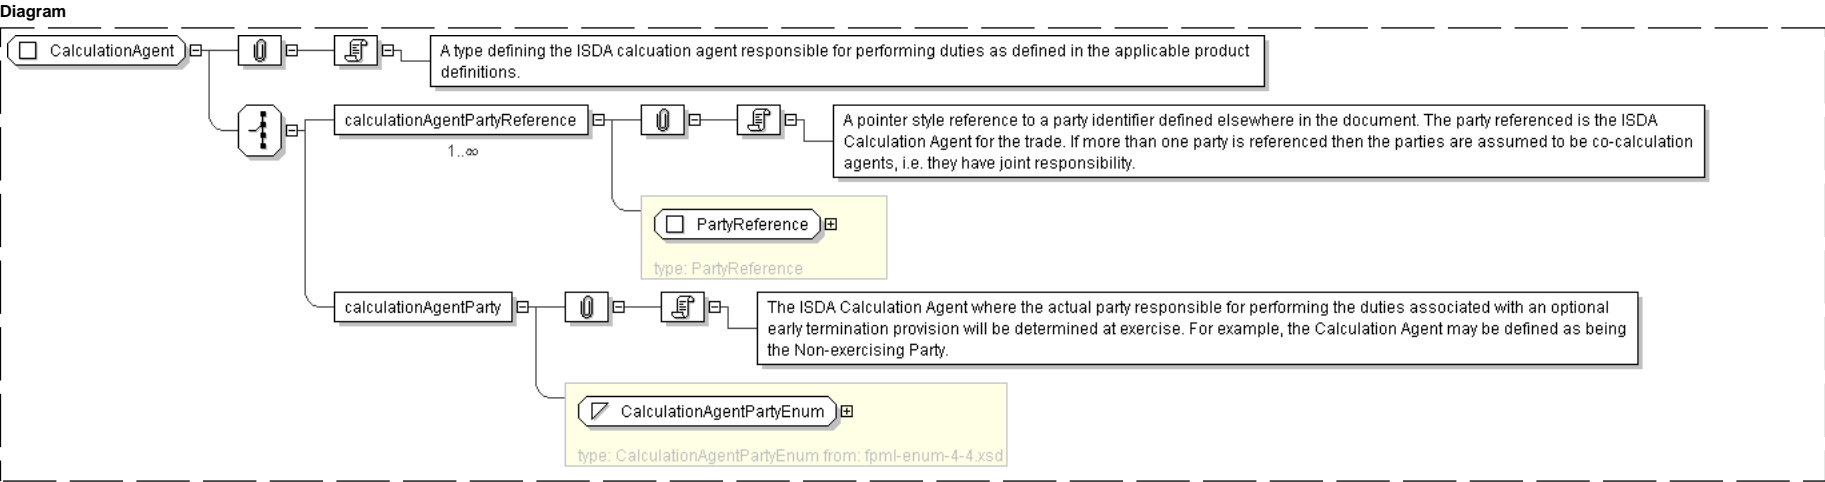 Diagram
CalculationAgent
A type defining the ISDA calcuation agent responsible for performing duties as defined in the applicable product
definitions.
calculationAgentPartyReference
1..∞
A pointer style reference to a party identifier defined elsewhere in the document. The party referenced is the ISDA
Calculation Agent for the trade. If more than one party is referenced then the parties are assumed to be co-calculation
agents, i.e. they have joint responsibility.
PartyReference
type: PartyReference
calculationAgentParty
The ISDA Calculation Agent where the actual party responsible for performing the duties associated with an optional
early termination provision will be determined at exercise. For example, the Calculation Agent may be defined as being
the Non-exercising Party.
CalculationAgentPartyEnum
type: CalculationAgentPartyEnum from: fpml-enum-4-4.xsd